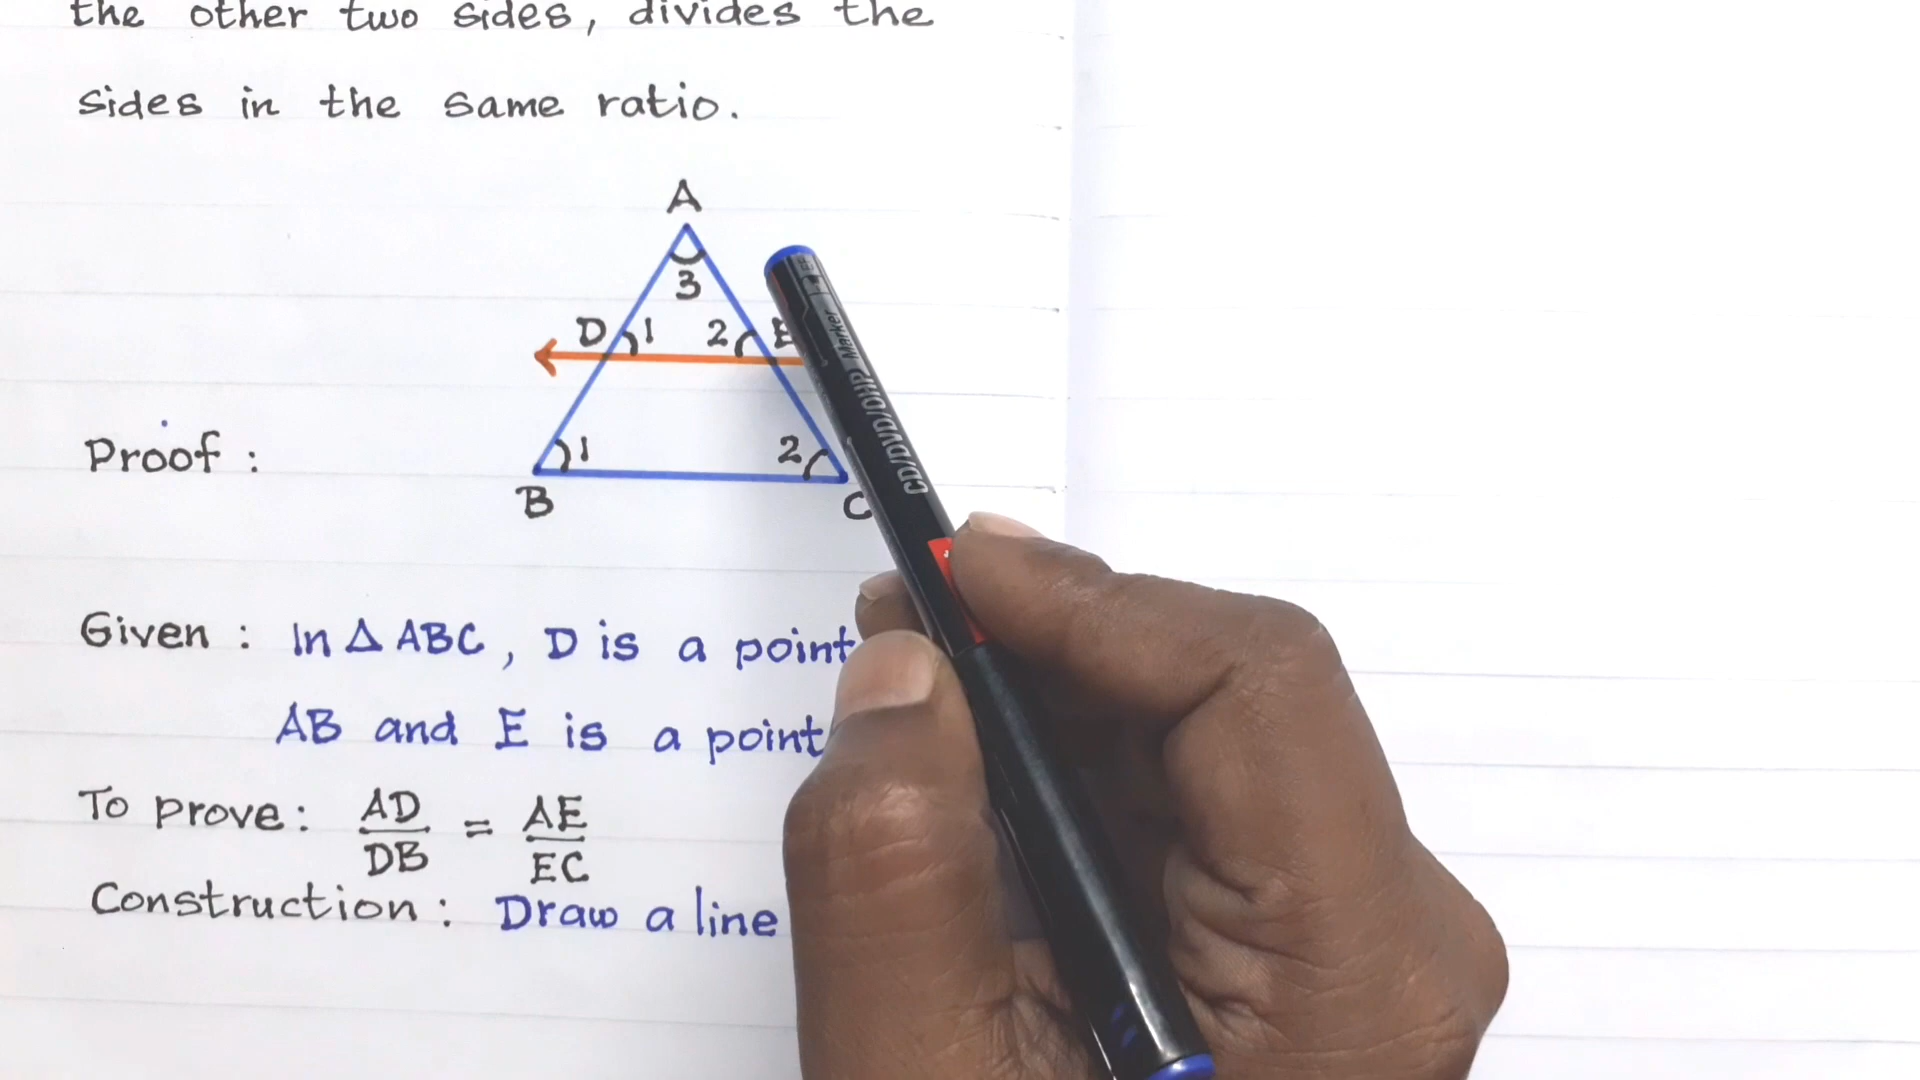 the other two sides, divides the
sides in the same ratio.
A
3
D 1 2 E
1 2
B C
Proof :
Given : In Δ ABC, D is a point
AB and E is a point
To prove: AD/DB = AE/EC
Construction : Draw a line
CD/DVD/OHP Marker